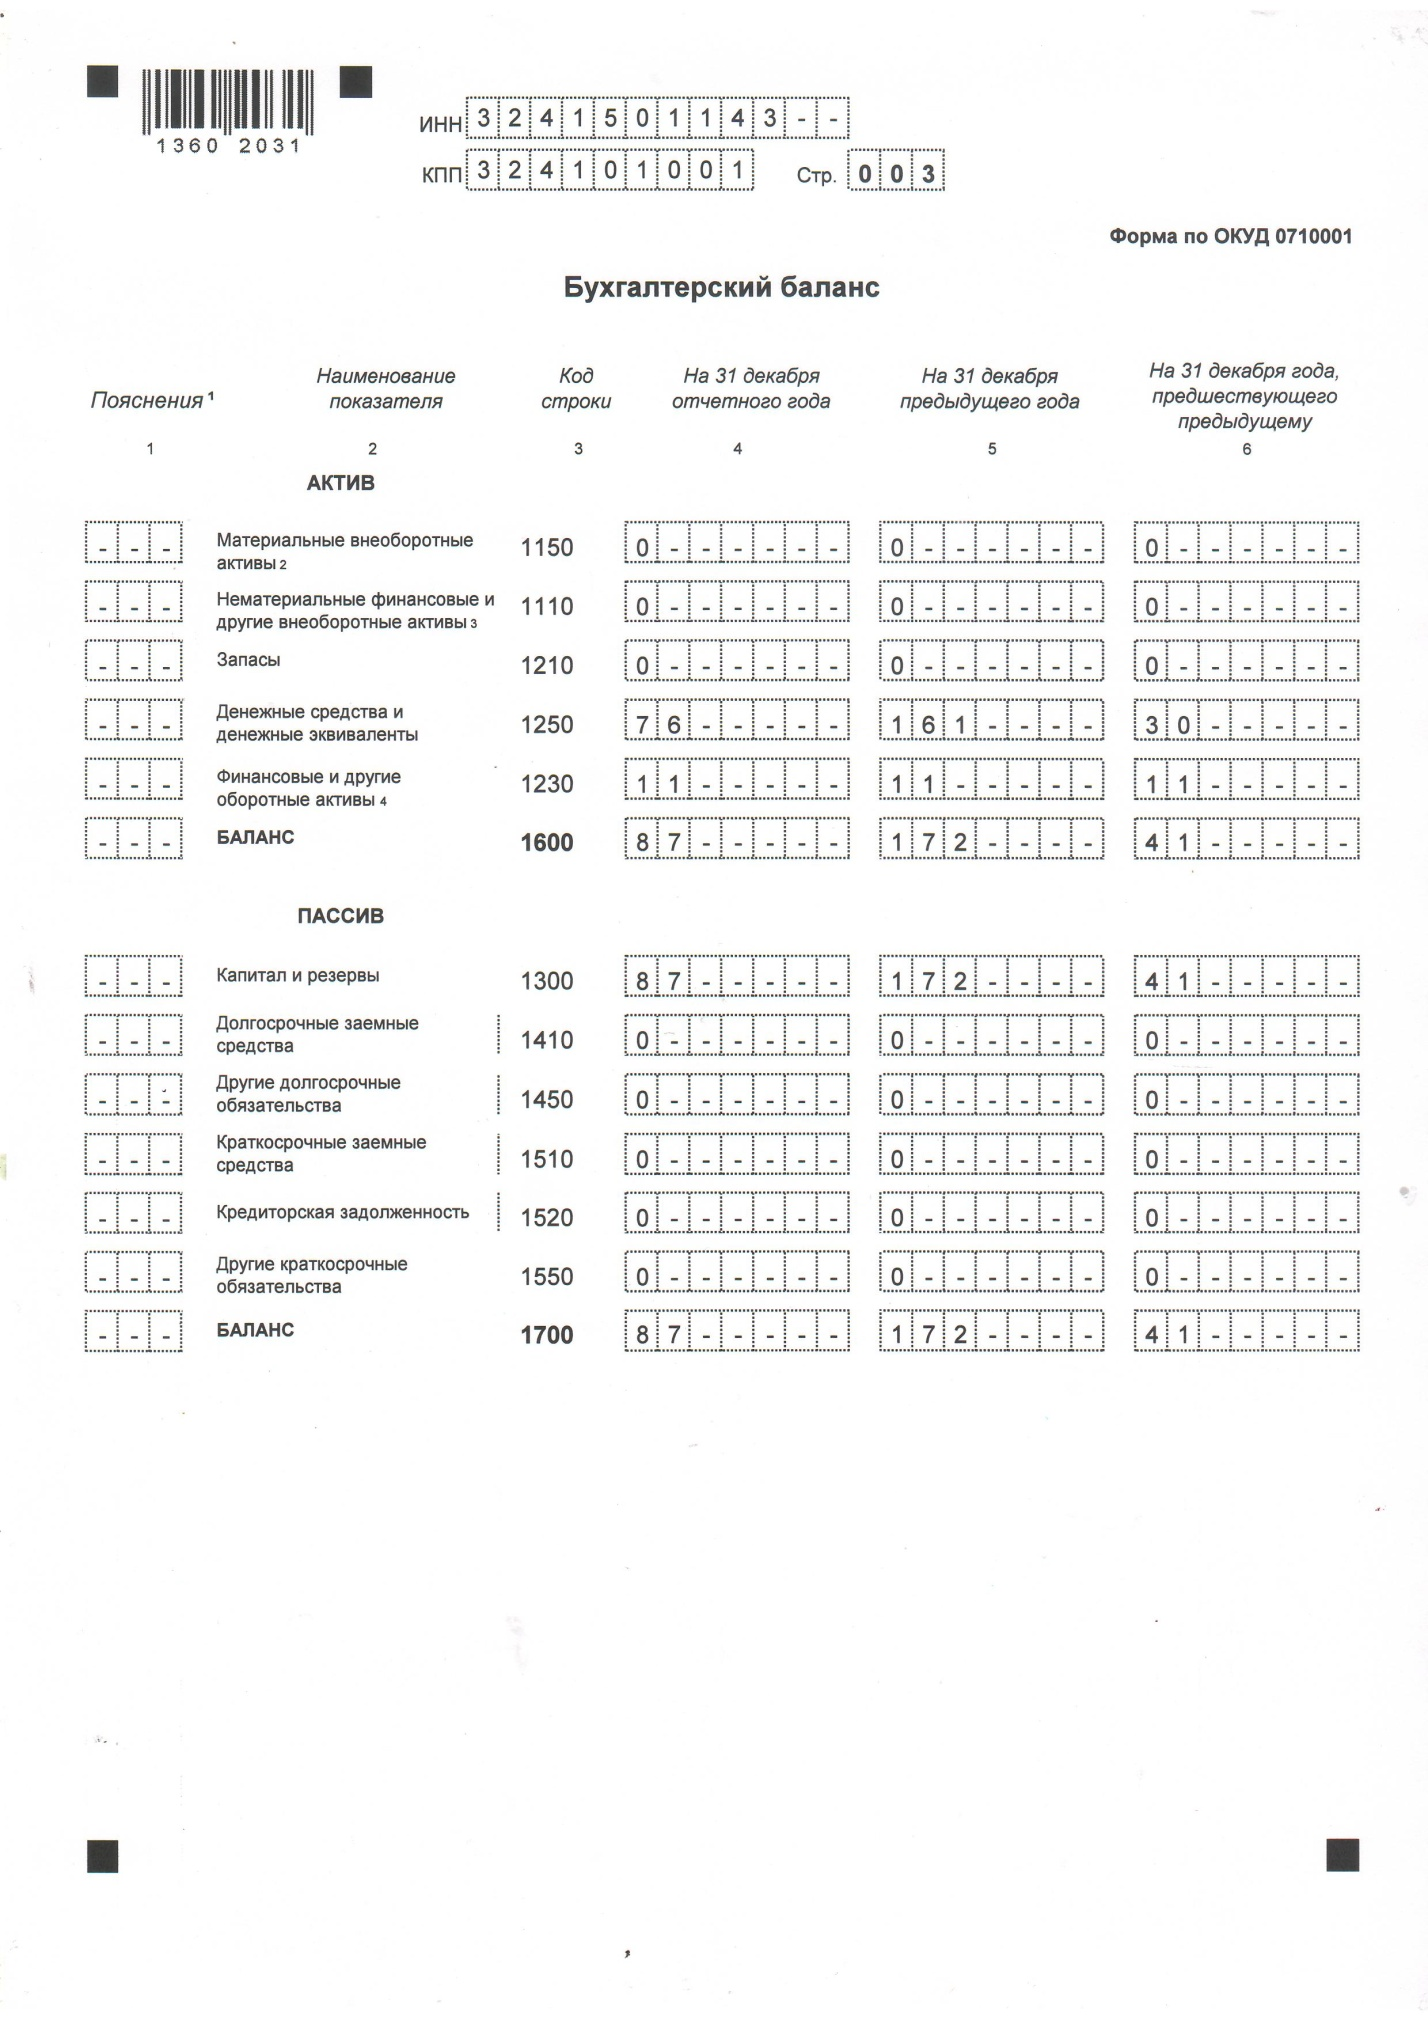 1360 2031
ИНН 3241501143--
КПП 324101001 Стр. 003
Форма по ОКУД 0710001
Бухгалтерский баланс
Пояснения 1 Наименование показателя Код строки На 31 декабря отчетного года На 31 декабря предыдущего года На 31 декабря года, предшествующего предыдущему
1 2 3 4 5 6
АКТИВ
--- Материальные внеоборотные активы 2 1150 0------ 0------ 0------
--- Нематериальные финансовые и другие внеоборотные активы 3 1110 0------ 0------ 0------
--- Запасы 1210 0------ 0------ 0------
--- Денежные средства и денежные эквиваленты 1250 76----- 161---- 30-----
--- Финансовые и другие оборотные активы 4 1230 11----- 11----- 11-----
--- БАЛАНС 1600 87----- 172---- 41-----
ПАССИВ
--- Капитал и резервы 1300 87----- 172---- 41-----
--- Долгосрочные заемные средства 1410 0------ 0------ 0------
--- Другие долгосрочные обязательства 1450 0------ 0------ 0------
--- Краткосрочные заемные средства 1510 0------ 0------ 0------
--- Кредиторская задолженность 1520 0------ 0------ 0------
--- Другие краткосрочные обязательства 1550 0------ 0------ 0------
--- БАЛАНС 1700 87----- 172---- 41-----